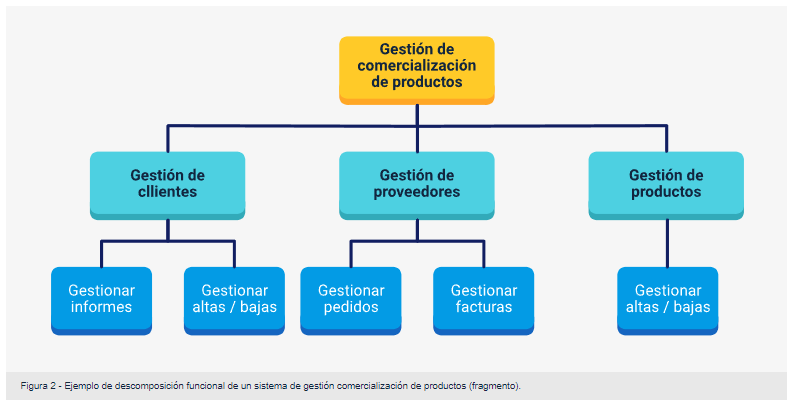 Gestión de
comercialización
de productos
Gestión de
cllientes
Gestión de
proveedores
Gestión de
productos
Gestionar
informes
Gestionar
altas / bajas
Gestionar
pedidos
Gestionar
facturas
Gestionar
altas / bajas
Figura 2 - Ejemplo de descomposición funcional de un sistema de gestión comercialización de productos (fragmento).